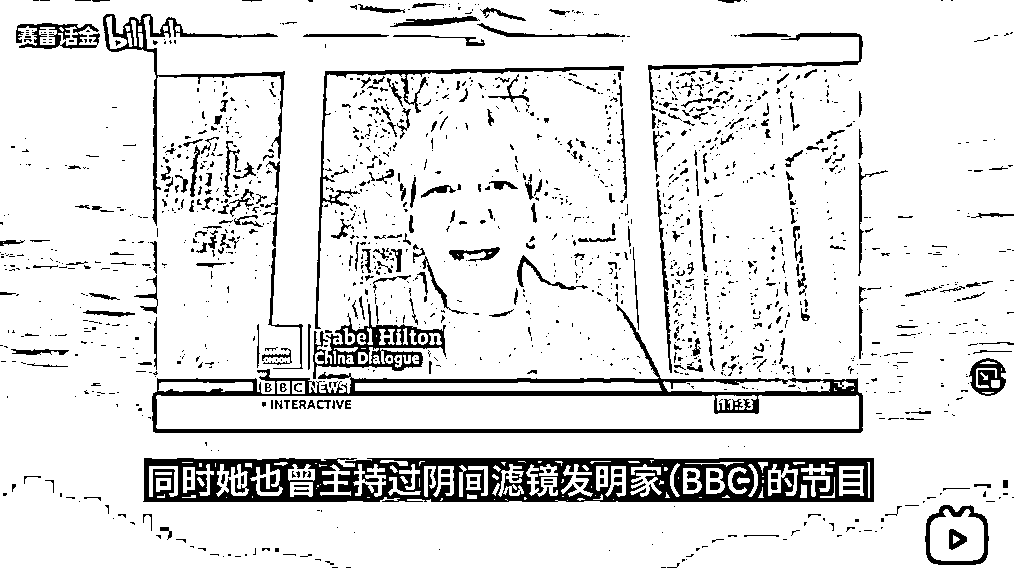 赛雷话金 bilibili
Isabel Hilton
China Dialogue
BBC NEWS
• INTERACTIVE
11:33
同时她也曾主持过阴间滤镜发明家(BBC)的节目